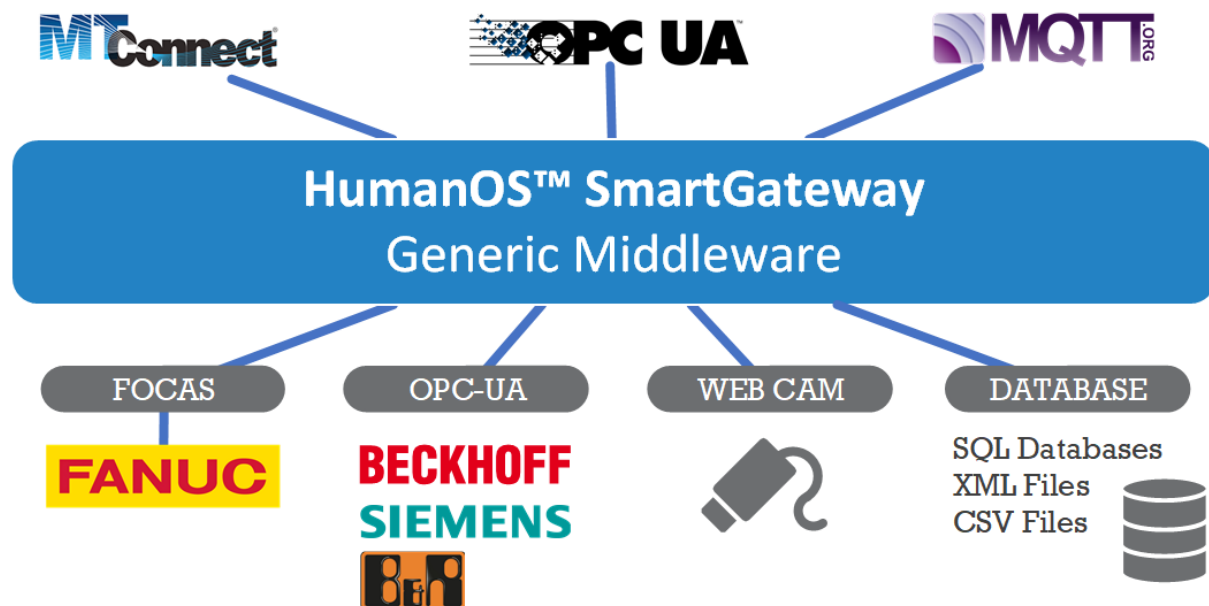 MTConnect
OPC UA™
MQTT.ORG
HumanOS™ SmartGateway
Generic Middleware
FOCAS
OPC-UA
WEB CAM
DATABASE
FANUC
BECKHOFF
SIEMENS
B&R
SQL Databases
XML Files
CSV Files